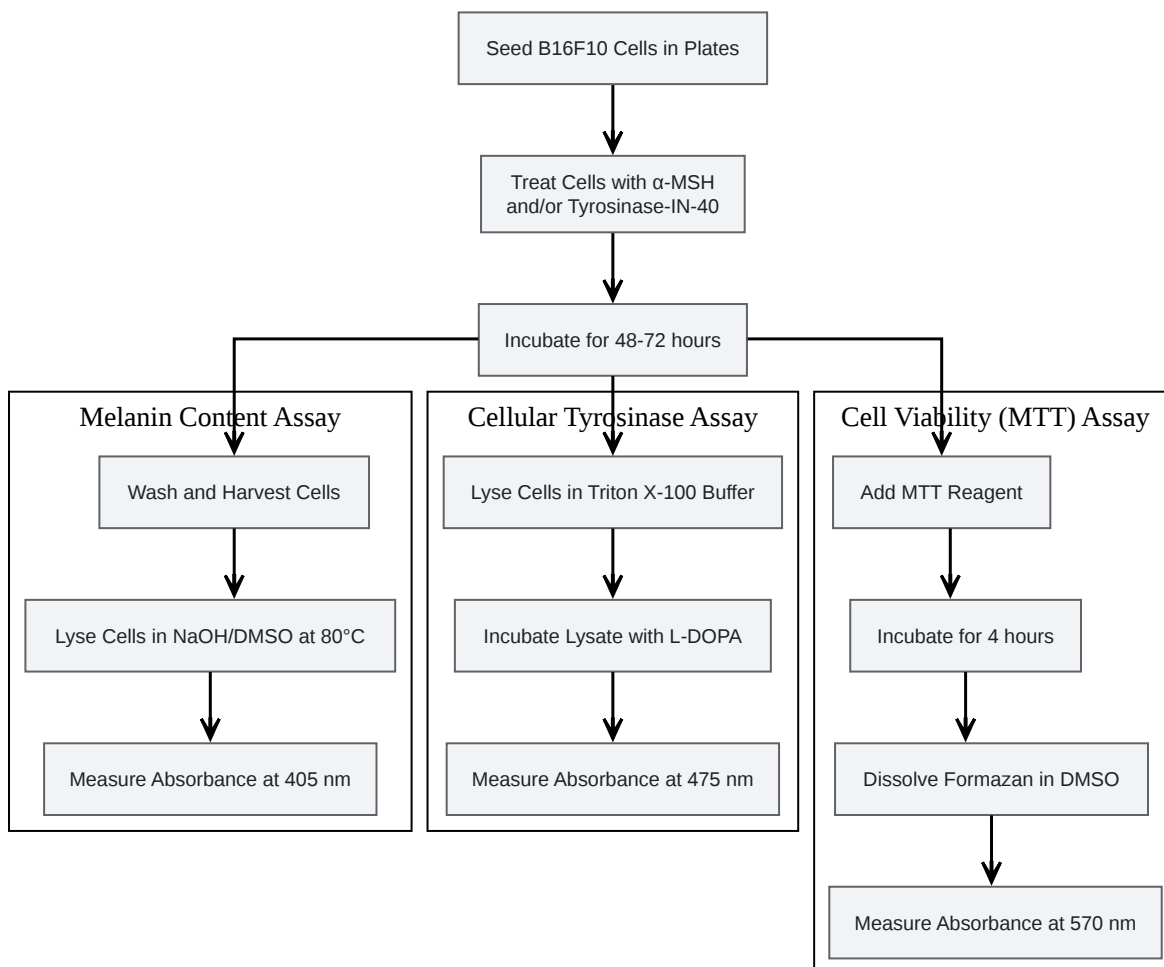 Seed B16F10 Cells in Plates
Treat Cells with α-MSH
and/or Tyrosinase-IN-40
Incubate for 48-72 hours
Melanin Content Assay
Wash and Harvest Cells
Lyse Cells in NaOH/DMSO at 80°C
Measure Absorbance at 405 nm
Cellular Tyrosinase Assay
Lyse Cells in Triton X-100 Buffer
Incubate Lysate with L-DOPA
Measure Absorbance at 475 nm
Cell Viability (MTT) Assay
Add MTT Reagent
Incubate for 4 hours
Dissolve Formazan in DMSO
Measure Absorbance at 570 nm